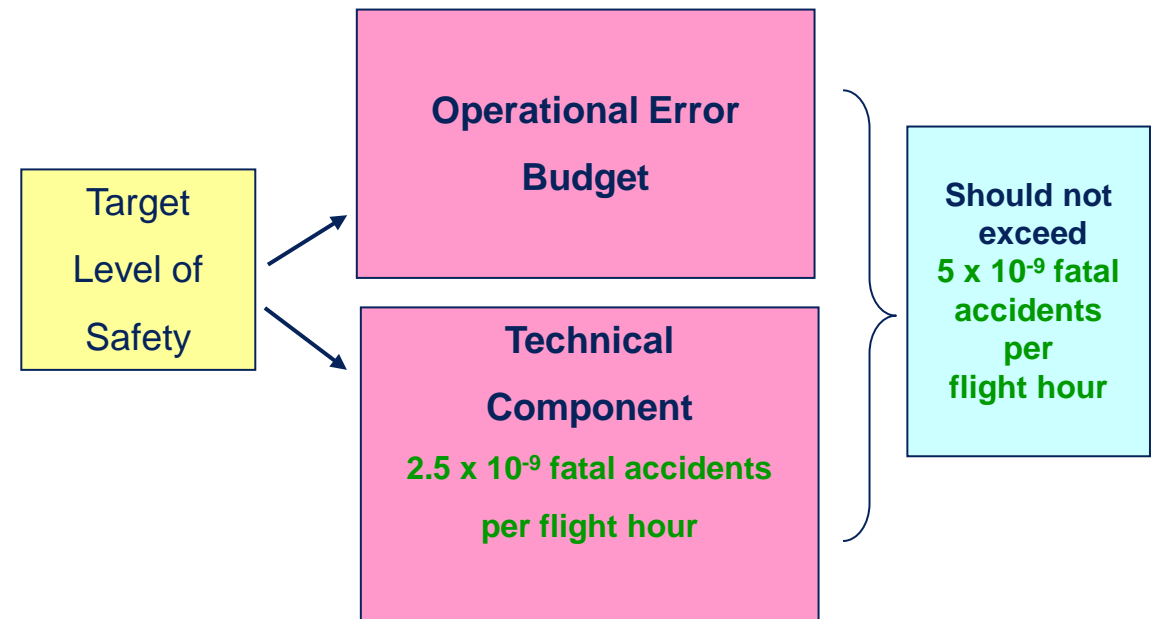 Target
Level of
Safety
Operational Error
Budget
Technical
Component
2.5 x 10⁻⁹ fatal accidents
per flight hour
Should not
exceed
5 x 10⁻⁹ fatal
accidents
per
flight hour